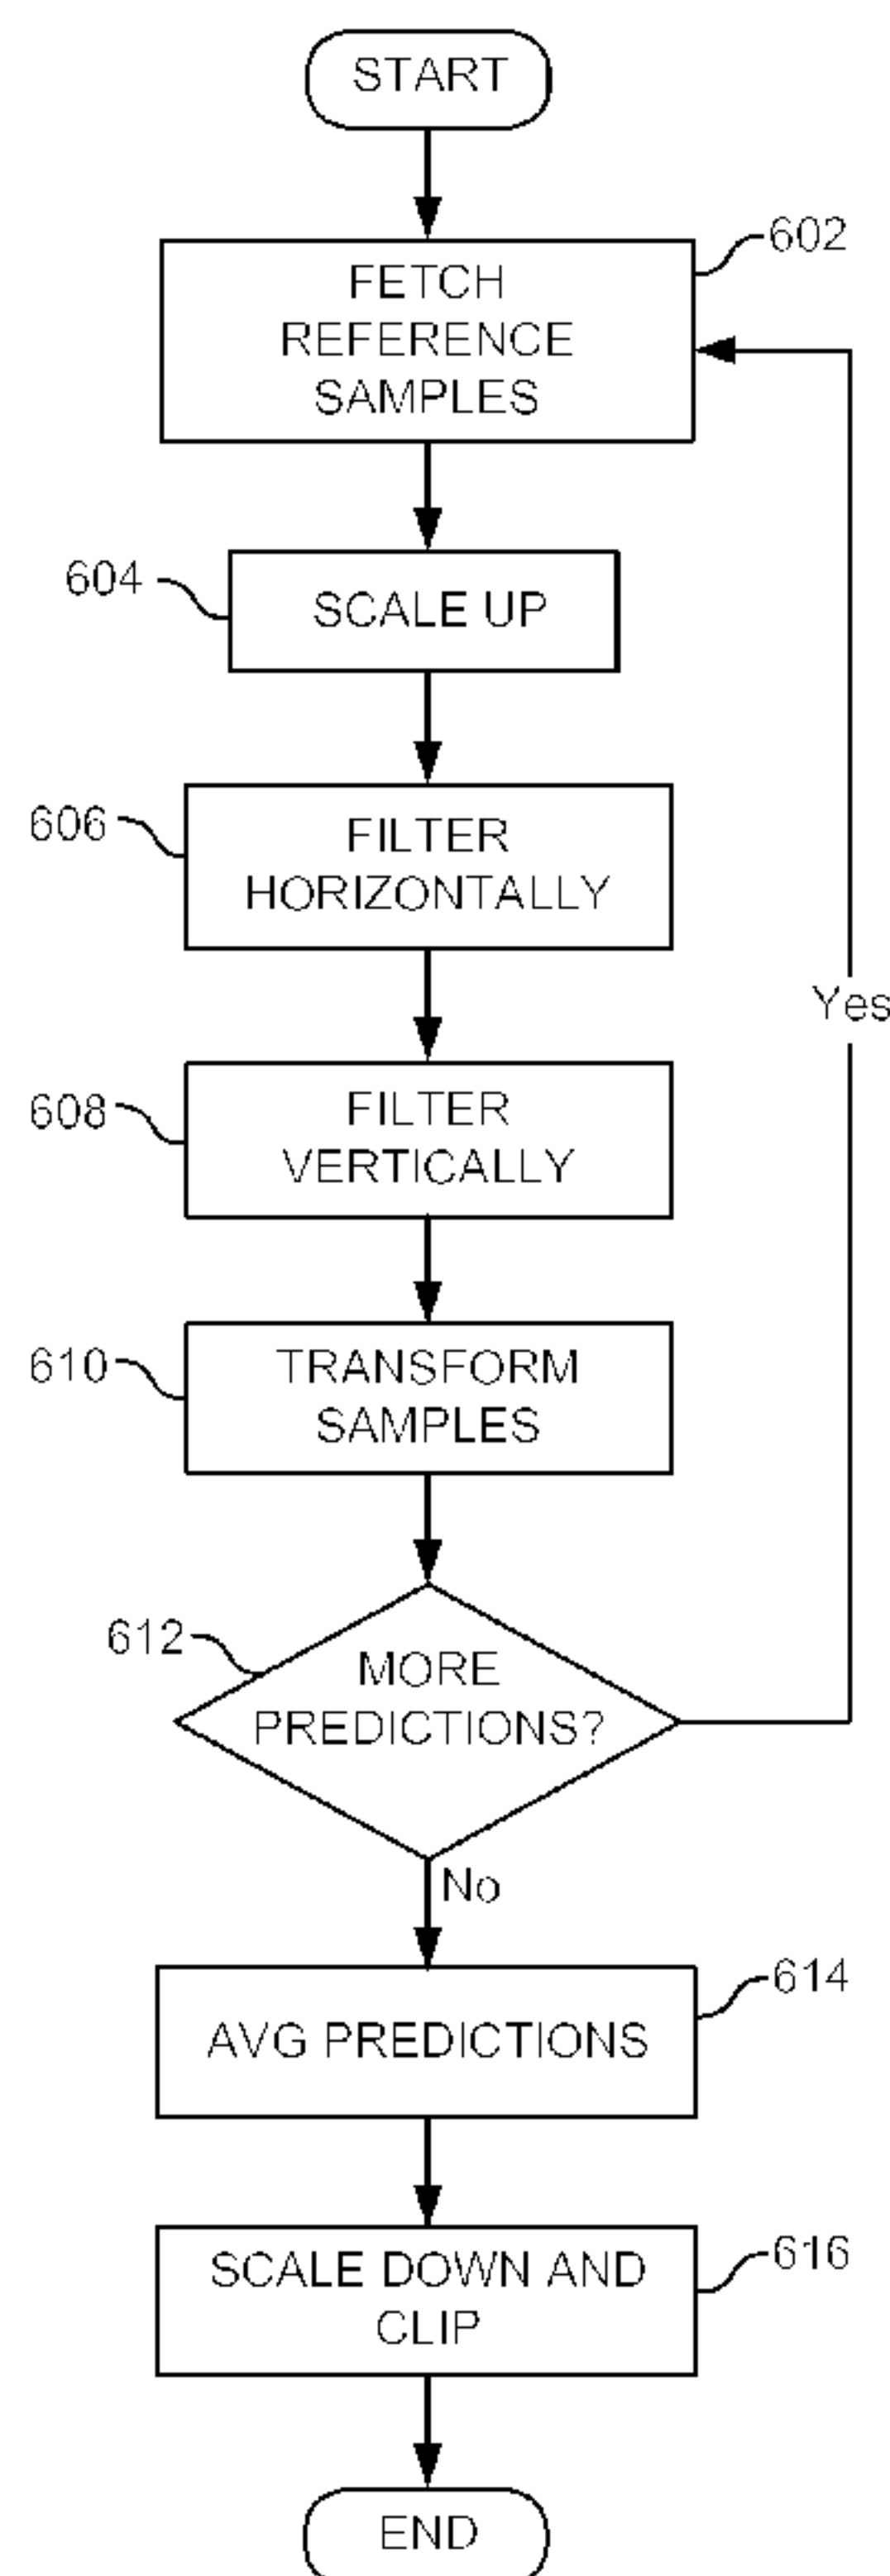 START
602
FETCH
REFERENCE
SAMPLES
604
SCALE UP
606
FILTER
HORIZONTALLY
Yes
608
FILTER
VERTICALLY
610
TRANSFORM
SAMPLES
612
MORE
PREDICTIONS?
No
614
AVG PREDICTIONS
616
SCALE DOWN AND
CLIP
END